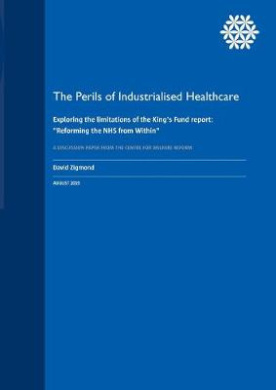 The Perils of Industrialised Healthcare
Exploring the limitations of the King's Fund report:
"Reforming the NHS from Within"
A DISCUSSION PAPER FROM THE CENTRE FOR WELFARE REFORM
David Zigmond
AUGUST